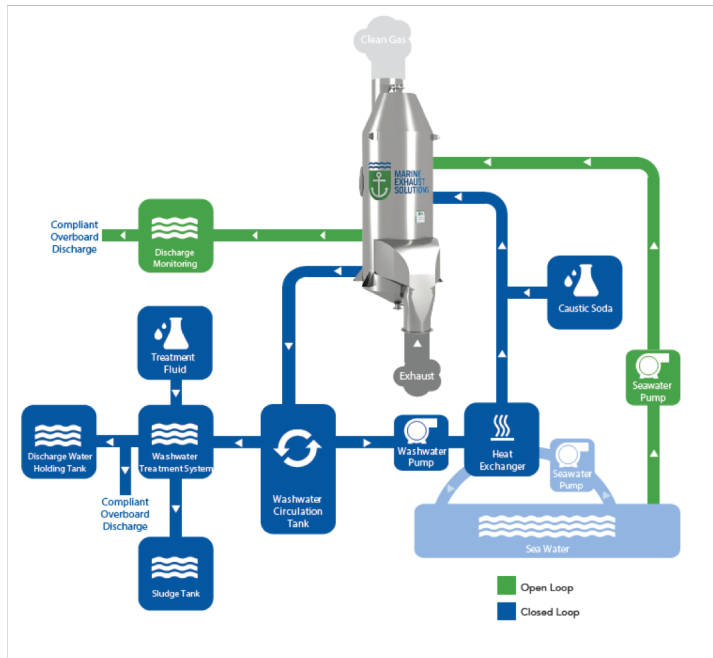 Clean Gas
MARINE
EXHAUST
SOLUTIONS
Compliant
Overboard
Discharge
Discharge
Monitoring
Caustic Soda
Treatment
Fluid
Exhaust
Seawater
Pump
Discharge Water
Holding Tank
Washwater
Treatment System
Washwater
Circulation
Tank
Washwater
Pump
Heat
Exchanger
Seawater
Pump
Compliant
Overboard
Discharge
Sea Water
Sludge Tank
Open Loop
Closed Loop